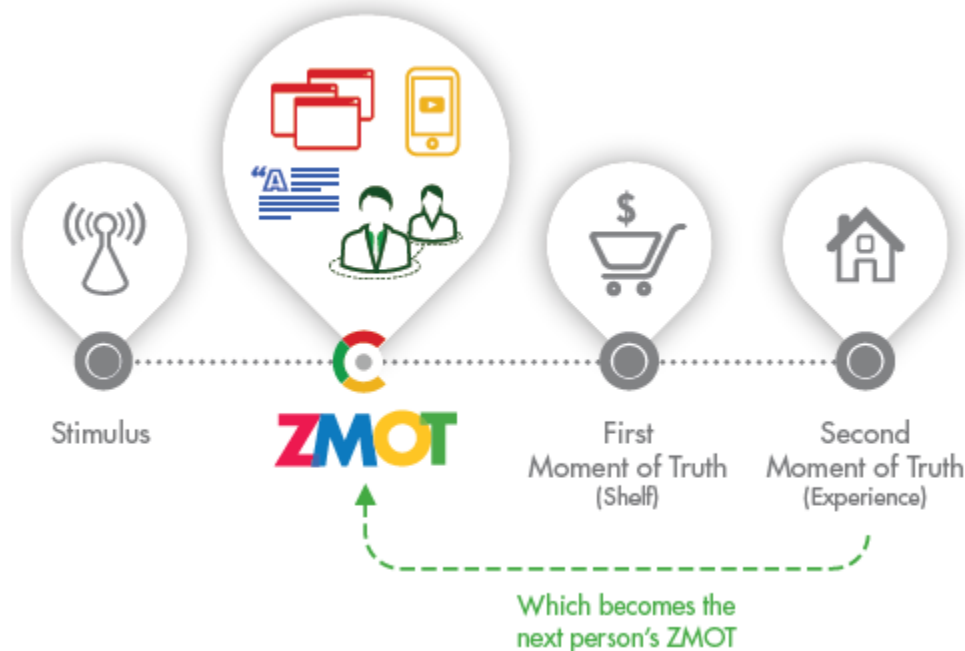 $
“A
Stimulus
ZMOT
First
Moment of Truth
(Shelf)
Second
Moment of Truth
(Experience)
Which becomes the
next person's ZMOT